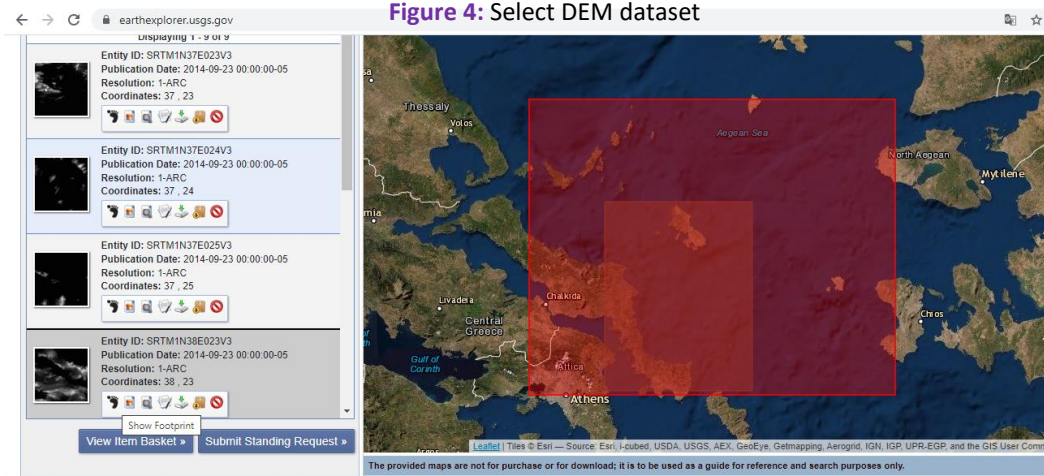 Figure 4: Select DEM dataset
earthexplorer.usgs.gov
Displaying 1 - 9 of 9
Entity ID: SRTM1N37E023V3
Publication Date: 2014-09-23 00:00:00-05
Resolution: 1-ARC
Coordinates: 37 , 23
Entity ID: SRTM1N37E024V3
Publication Date: 2014-09-23 00:00:00-05
Resolution: 1-ARC
Coordinates: 37 , 24
Entity ID: SRTM1N37E025V3
Publication Date: 2014-09-23 00:00:00-05
Resolution: 1-ARC
Coordinates: 37 , 25
Entity ID: SRTM1N38E023V3
Publication Date: 2014-09-23 00:00:00-05
Resolution: 1-ARC
Coordinates: 38 , 23
Show Footprint
View Item Basket »
Submit Standing Request »
Thessaly
Volos
Aegean Sea
North Aegean
Mytilene
Livadeia
Chalkida
Central
Greece
Gulf of
Corinth
Attica
Athens
Chios
Leaflet | Tiles © Esri — Source: Esri, i-cubed, USDA, USGS, AEX, GeoEye, Getmapping, Aerogrid, IGN, IGP, UPR-EGP, and the GIS User Comm
The provided maps are not for purchase or for download; it is to be used as a guide for reference and search purposes only.